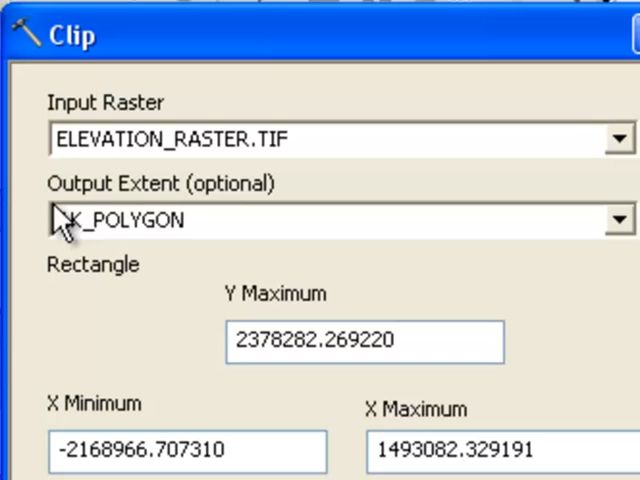 Clip
Input Raster
ELEVATION_RASTER.TIF
Output Extent (optional)
K_POLYGON
Rectangle
Y Maximum
2378282.269220
X Minimum
X Maximum
-2168966.707310
1493082.329191